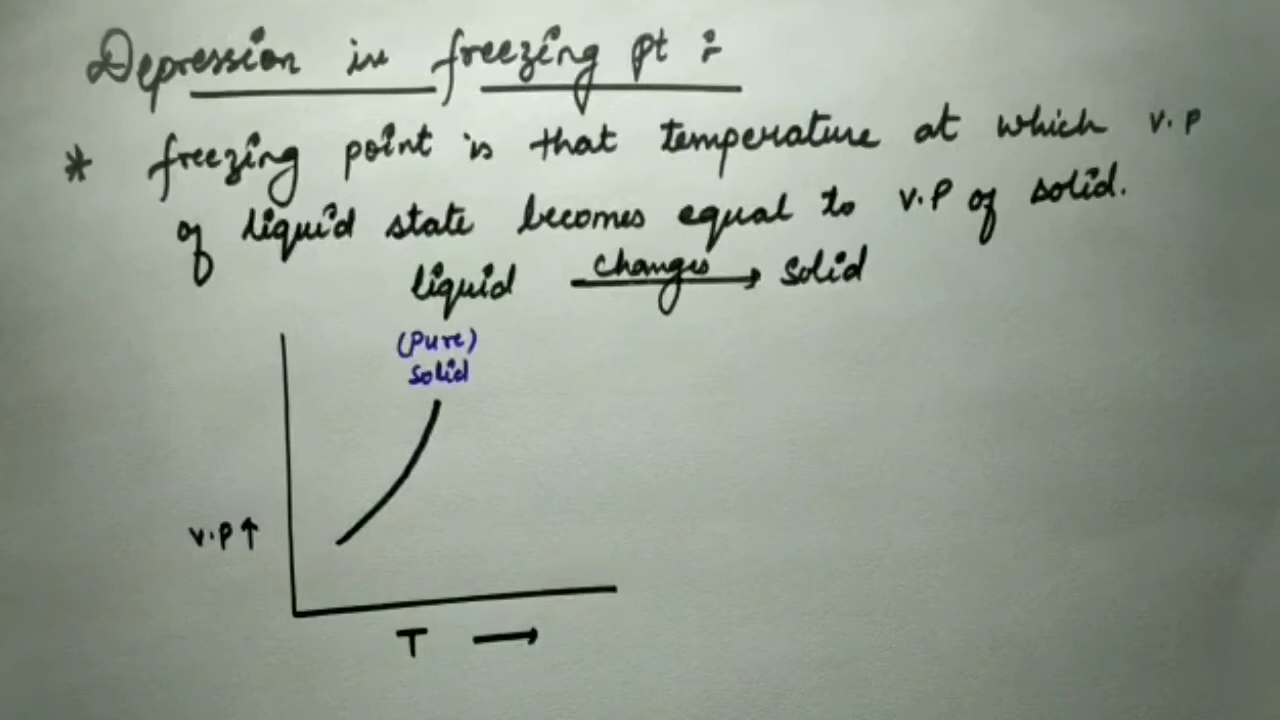 Depression in freezing pt :-
* freezing point is that temperature at which v.p
of liquid state becomes equal to v.p of solid.
liquid changes → solid
(Pure)
solid
v.p ↑
T →